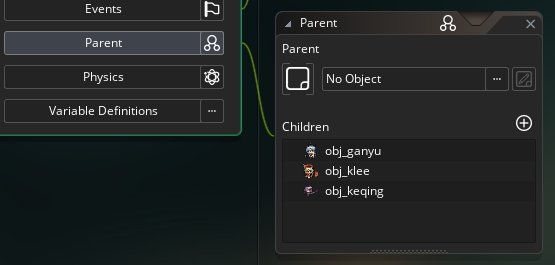 Events
Parent
Physics
Variable Definitions
Parent
Parent
No Object
Children
obj_ganyu
obj_klee
obj_keqing